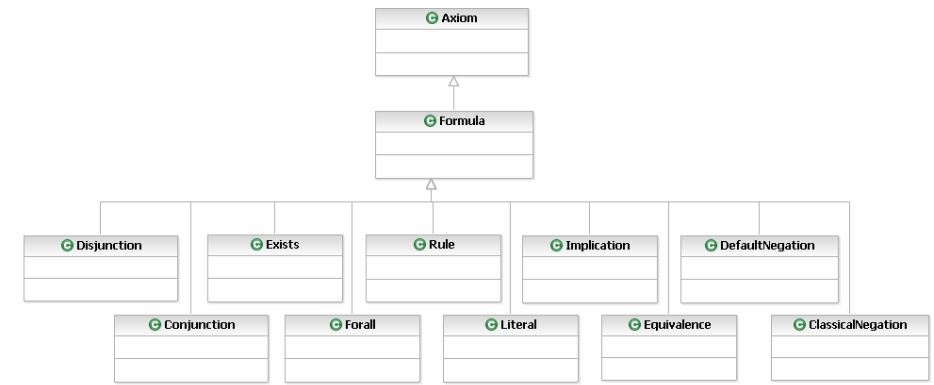 Axiom
Formula
Disjunction
Exists
Rule
Implication
DefaultNegation
Conjunction
Forall
Literal
Equivalence
ClassicalNegation